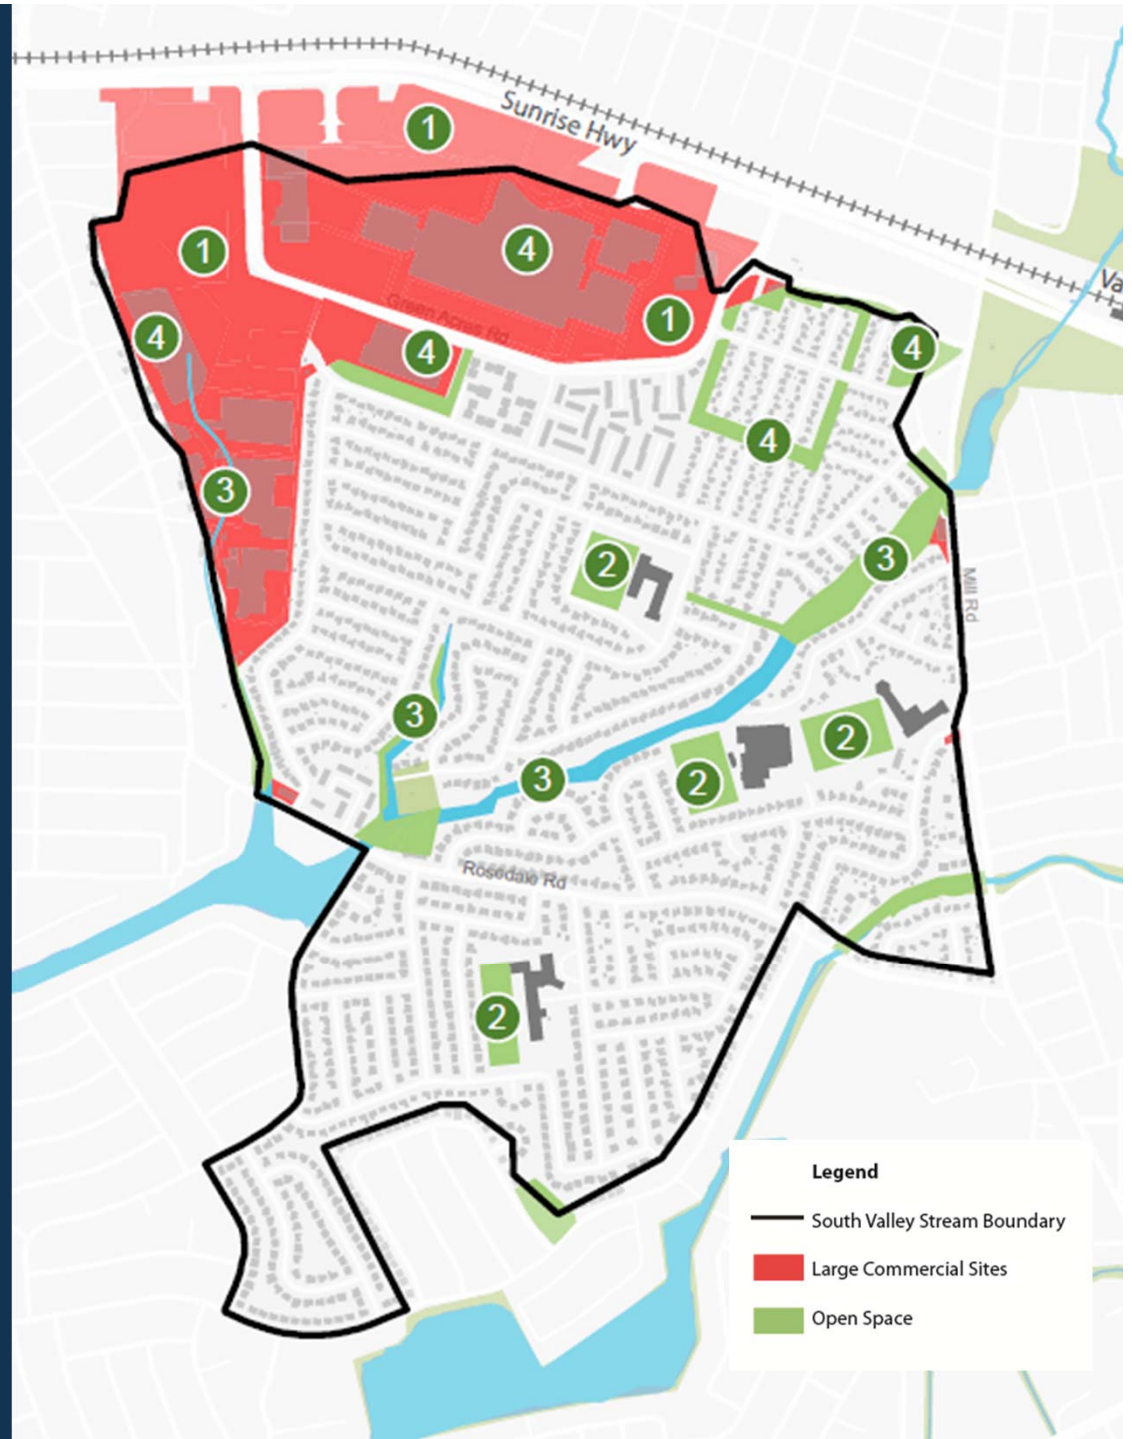 Sunrise Hwy
1
1
4
Va
4
Green Acres Rd
1
4
4
4
3
3
2
Mill Rd
3
2
3
2
Rosedale Rd
2
Legend
South Valley Stream Boundary
Large Commercial Sites
Open Space